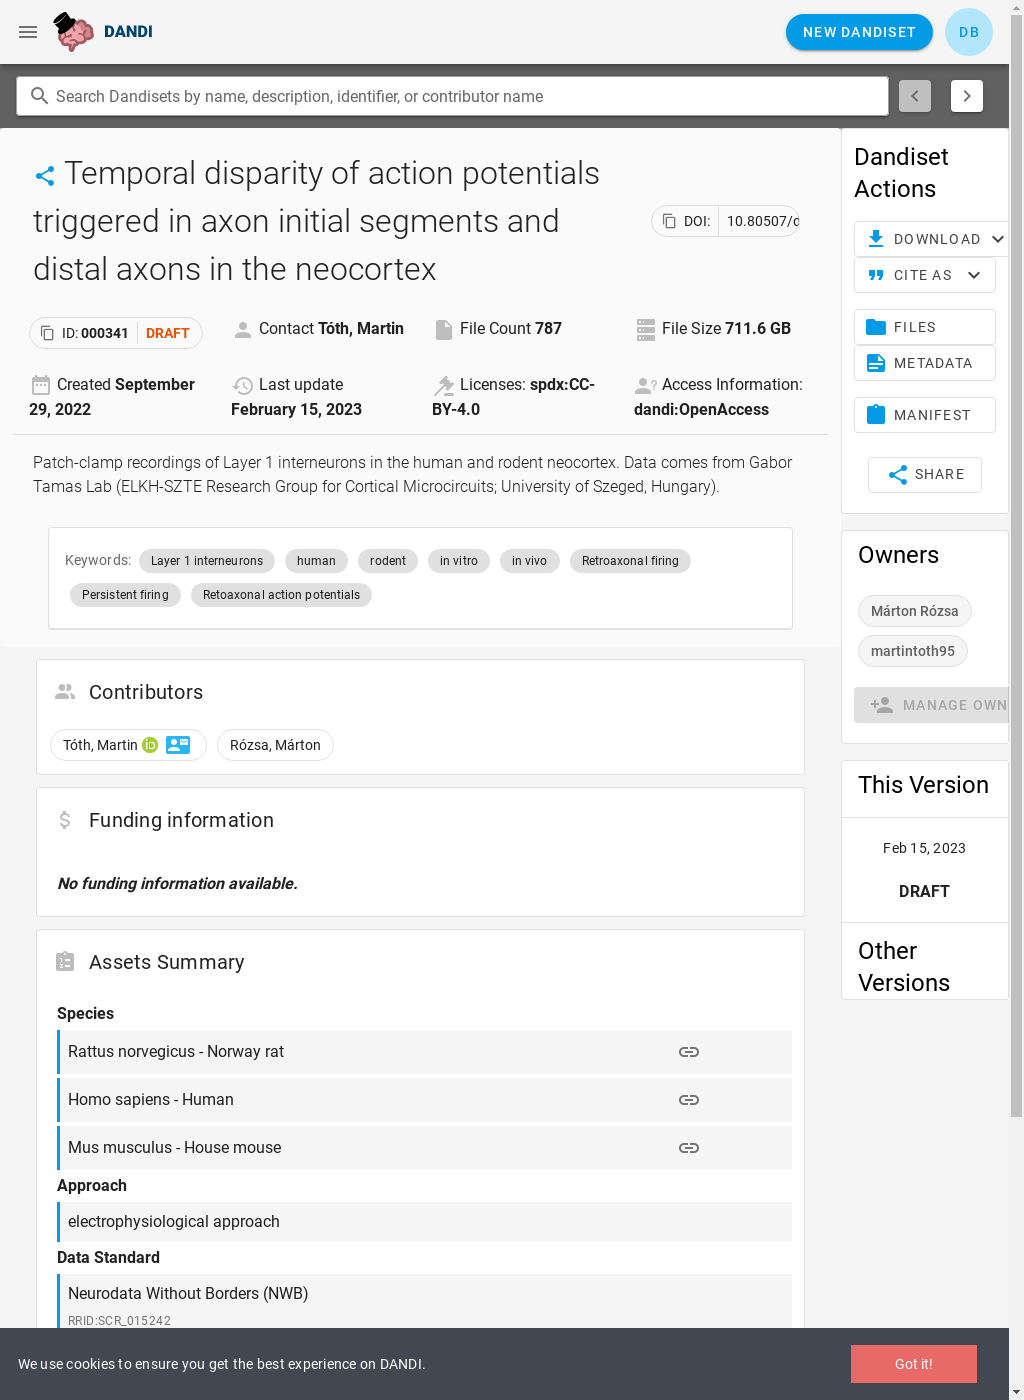 DANDI
NEW DANDISET
DB
Search Dandisets by name, description, identifier, or contributor name
Temporal disparity of action potentials
triggered in axon initial segments and
distal axons in the neocortex
DOI: 10.80507/d
ID: 000341 DRAFT
Contact Tóth, Martin
File Count 787
File Size 711.6 GB
Created September
29, 2022
Last update
February 15, 2023
Licenses: spdx:CC-
BY-4.0
Access Information:
dandi:OpenAccess
Patch-clamp recordings of Layer 1 interneurons in the human and rodent neocortex. Data comes from Gabor
Tamas Lab (ELKH-SZTE Research Group for Cortical Microcircuits; University of Szeged, Hungary).
Keywords: Layer 1 interneurons human rodent in vitro in vivo Retroaxonal firing
Persistent firing Retoaxonal action potentials
Contributors
Tóth, Martin iD Rózsa, Márton
Funding information
No funding information available.
Assets Summary
Species
Rattus norvegicus - Norway rat
Homo sapiens - Human
Mus musculus - House mouse
Approach
electrophysiological approach
Data Standard
Neurodata Without Borders (NWB)
RRID:SCR_015242
Dandiset
Actions
DOWNLOAD
CITE AS
FILES
METADATA
MANIFEST
SHARE
Owners
Márton Rózsa
martintoth95
MANAGE OWN
This Version
Feb 15, 2023
DRAFT
Other
Versions
We use cookies to ensure you get the best experience on DANDI.
Got it!